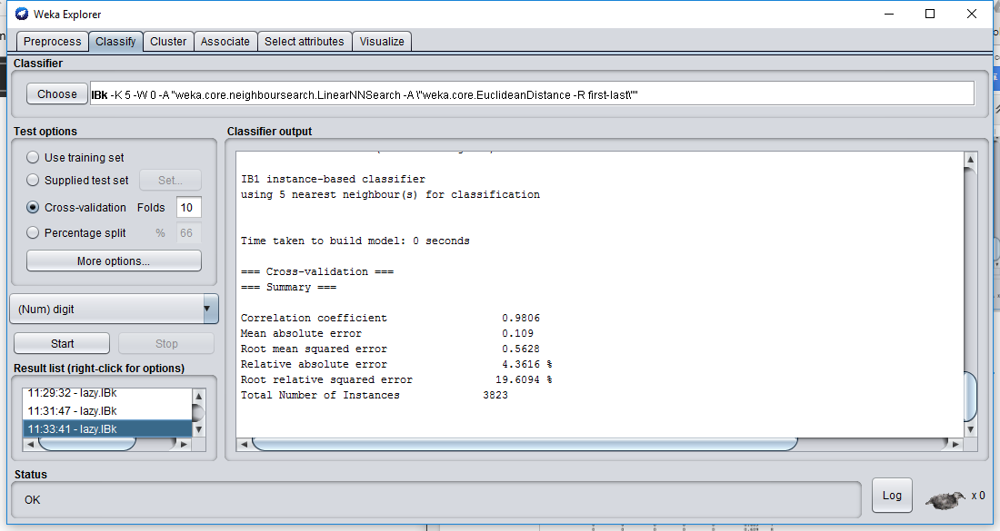 Weka Explorer
Preprocess Classify Cluster Associate Select attributes Visualize
Classifier
Choose IBk -K 5 -W 0 -A "weka.core.neighboursearch.LinearNNSearch -A \"weka.core.EuclideanDistance -R first-last\""
Test options
Use training set
Supplied test set Set...
Cross-validation Folds 10
Percentage split % 66
More options...
(Num) digit
Start Stop
Result list (right-click for options)
11:29:32 - lazy.IBk
11:31:47 - lazy.IBk
11:33:41 - lazy.IBk
Classifier output
IB1 instance-based classifier
using 5 nearest neighbour(s) for classification
Time taken to build model: 0 seconds
=== Cross-validation ===
=== Summary ===
Correlation coefficient 0.9806
Mean absolute error 0.109
Root mean squared error 0.5628
Relative absolute error 4.3616 %
Root relative squared error 19.6094 %
Total Number of Instances 3823
Status
OK
Log
x 0